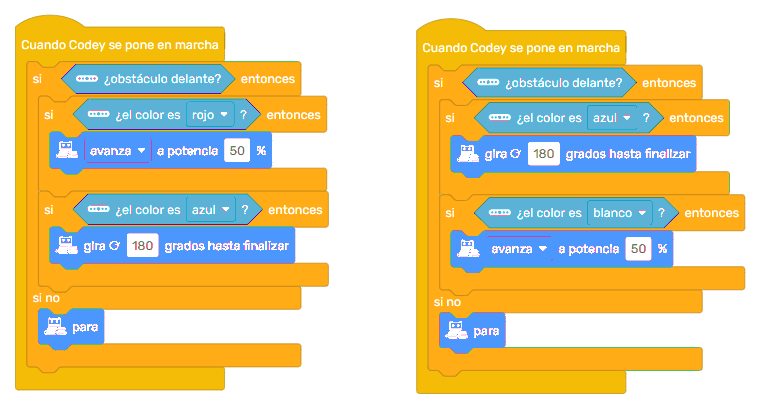 Cuando Codey se pone en marcha
si ¿obstáculo delante? entonces
si ¿el color es rojo ? entonces
avanza a potencia 50 %
si ¿el color es azul ? entonces
gira 180 grados hasta finalizar
si no
para
Cuando Codey se pone en marcha
si ¿obstáculo delante? entonces
si ¿el color es azul ? entonces
gira 180 grados hasta finalizar
si ¿el color es blanco ? entonces
avanza a potencia 50 %
si no
para